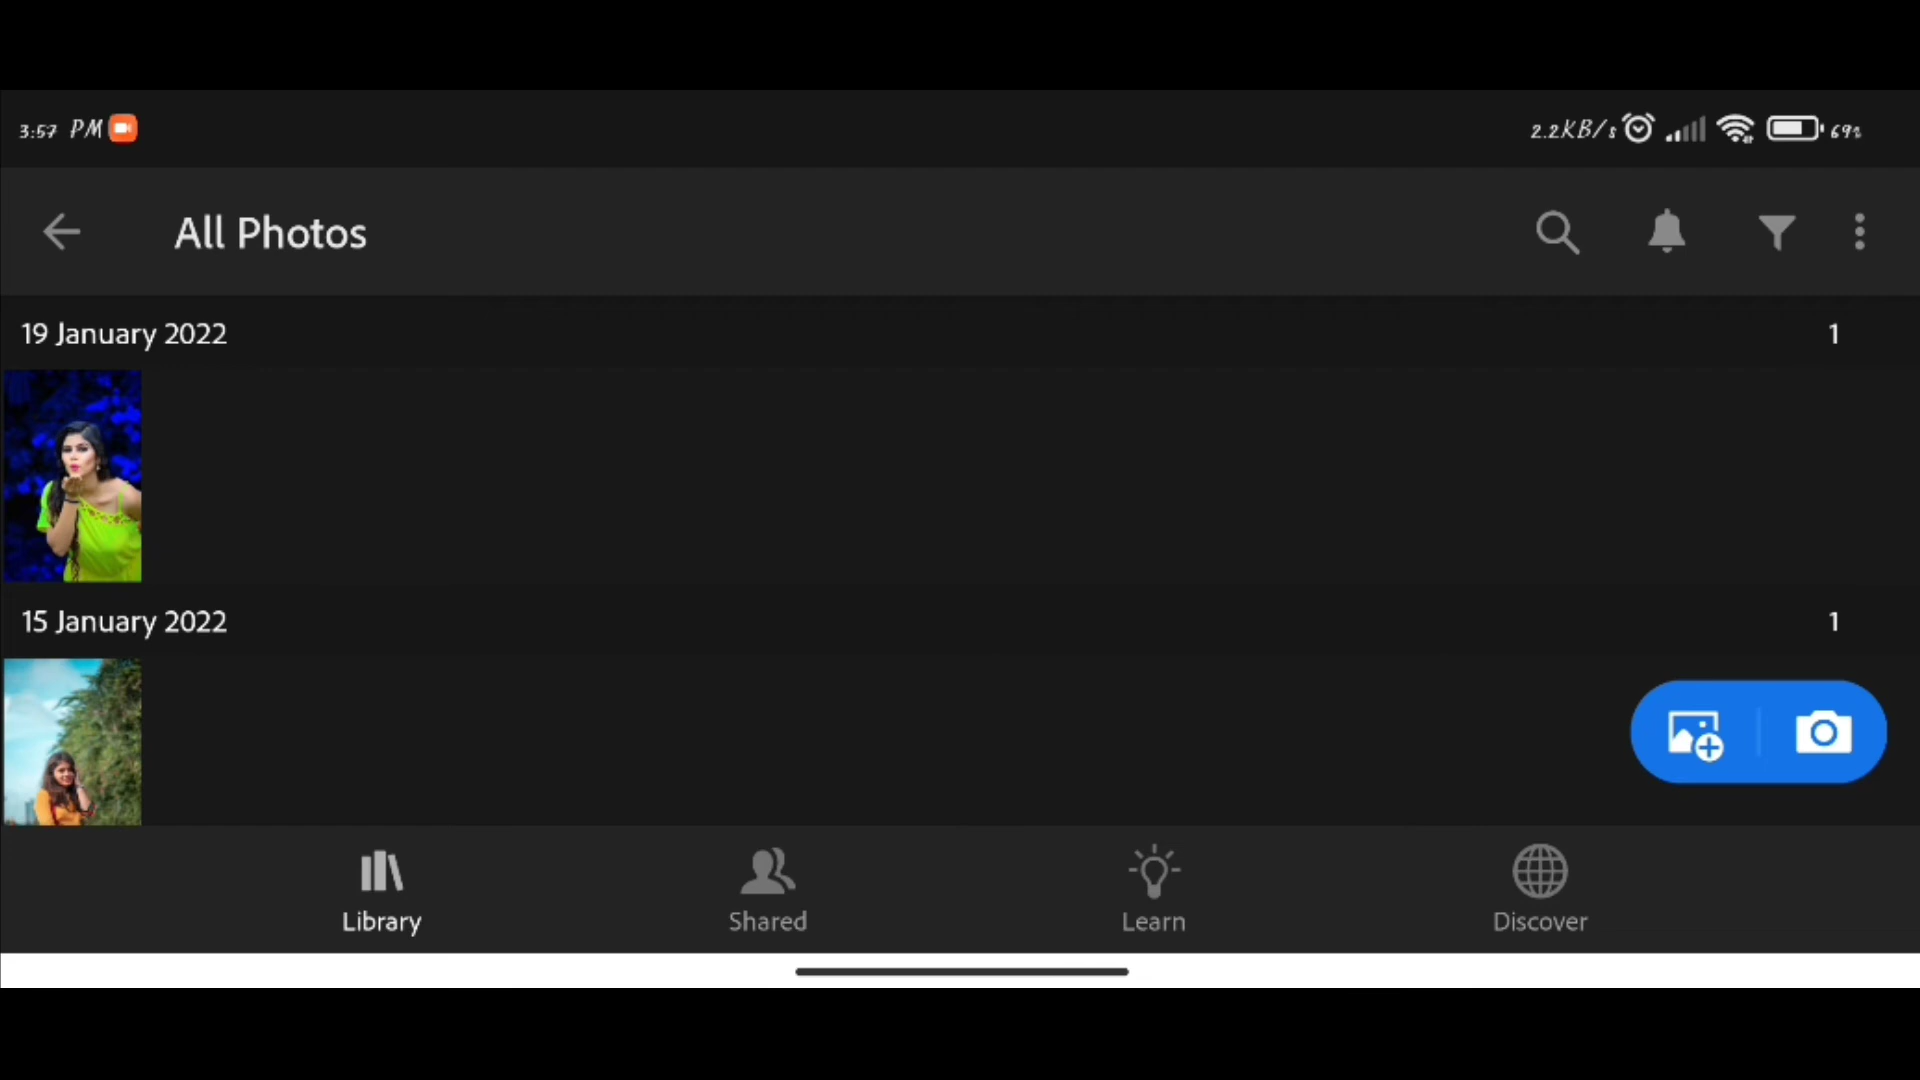 3:57 PM
2.2KB/s 69%
All Photos
19 January 2022 1
15 January 2022 1
Library Shared Learn Discover